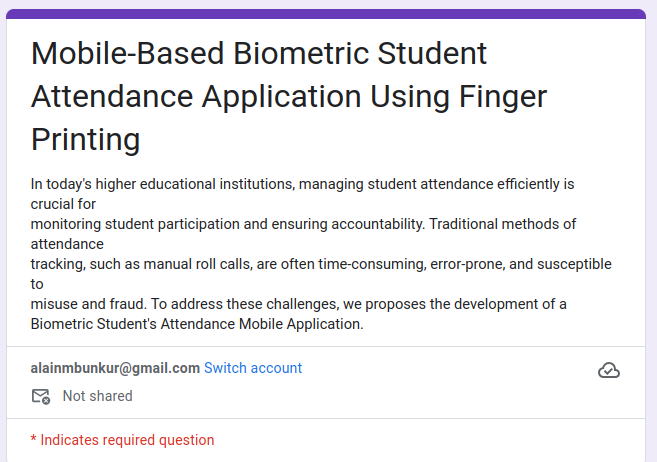 Mobile-Based Biometric Student
Attendance Application Using Finger
Printing
In today's higher educational institutions, managing student attendance efficiently is
crucial for
monitoring student participation and ensuring accountability. Traditional methods of
attendance
tracking, such as manual roll calls, are often time-consuming, error-prone, and susceptible
to
misuse and fraud. To address these challenges, we proposes the development of a
Biometric Student's Attendance Mobile Application.
alainmbunkur@gmail.com Switch account
Not shared
* Indicates required question